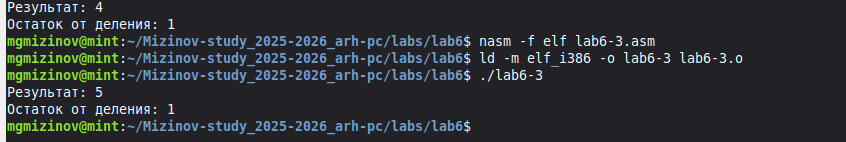 Результат: 4
Остаток от деления: 1
mgmizinov@mint:~/Mizinov-study_2025-2026_arh-pc/labs/lab6$ nasm -f elf lab6-3.asm
mgmizinov@mint:~/Mizinov-study_2025-2026_arh-pc/labs/lab6$ ld -m elf_i386 -o lab6-3 lab6-3.o
mgmizinov@mint:~/Mizinov-study_2025-2026_arh-pc/labs/lab6$ ./lab6-3
Результат: 5
Остаток от деления: 1
mgmizinov@mint:~/Mizinov-study_2025-2026_arh-pc/labs/lab6$